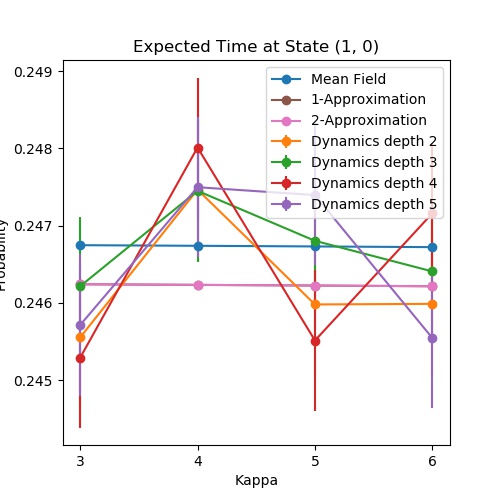 Expected Time at State (1, 0)
0.249
0.248
0.247
0.246
0.245
Probability
Mean Field
1-Approximation
2-Approximation
Dynamics depth 2
Dynamics depth 3
Dynamics depth 4
Dynamics depth 5
3
4
5
6
Kappa